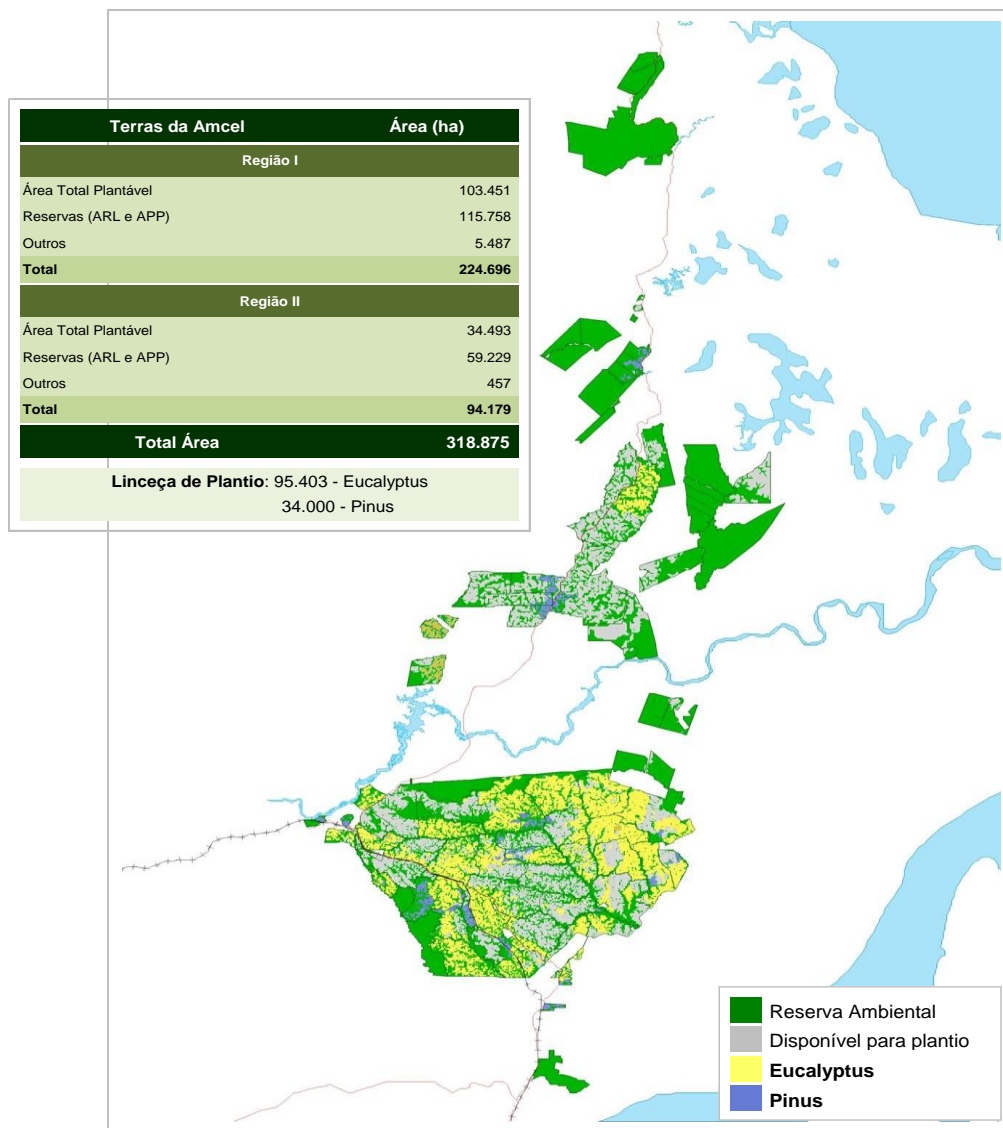 Terras da Amcel Área (ha)
Região I
Área Total Plantável 103.451
Reservas (ARL e APP) 115.758
Outros 5.487
Total 224.696
Região II
Área Total Plantável 34.493
Reservas (ARL e APP) 59.229
Outros 457
Total 94.179
Total Área 318.875
Linceça de Plantio: 95.403 - Eucalyptus
34.000 - Pinus
Reserva Ambiental
Disponível para plantio
Eucalyptus
Pinus